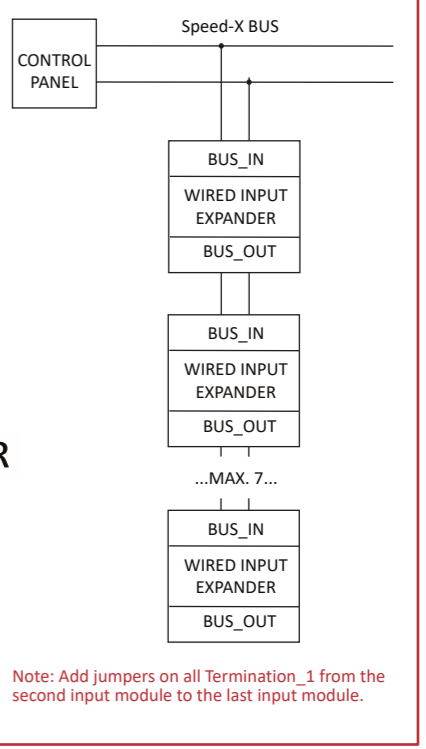 Speed-X BUS
CONTROL
PANEL
BUS_IN
WIRED INPUT
EXPANDER
BUS_OUT
BUS_IN
WIRED INPUT
EXPANDER
BUS_OUT
R
...MAX. 7...
BUS_IN
WIRED INPUT
EXPANDER
BUS_OUT
Note: Add jumpers on all Termination_1 from the
second input module to the last input module.